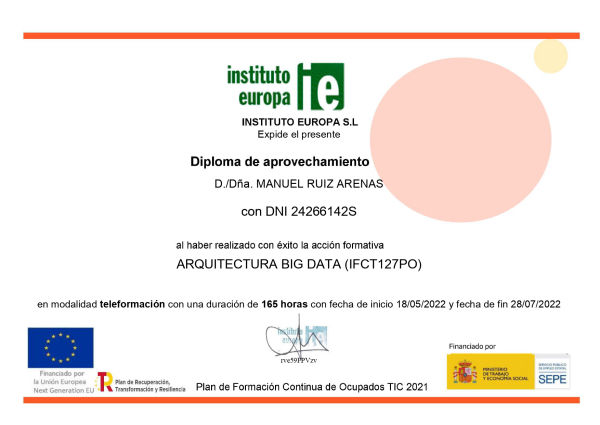 instituto
europa
ie
INSTITUTO EUROPA S.L
Expide el presente
Diploma de aprovechamiento
D./Dña. MANUEL RUIZ ARENAS
con DNI 24266142S
al haber realizado con éxito la acción formativa
ARQUITECTURA BIG DATA (IFCT127PO)
en modalidad teleformación con una duración de 165 horas con fecha de inicio 18/05/2022 y fecha de fin 28/07/2022
instituto
europa
Financiado por
la Unión Europea
Next Generation EU
Plan de Recuperación,
Transformación y Resiliencia
Plan de Formación Continua de Ocupados TIC 2021
Financiado por
MINISTERIO
DE TRABAJO
Y ECONOMÍA SOCIAL
SERVICIO PÚBLICO
DE EMPLEO ESTATAL
SEPE